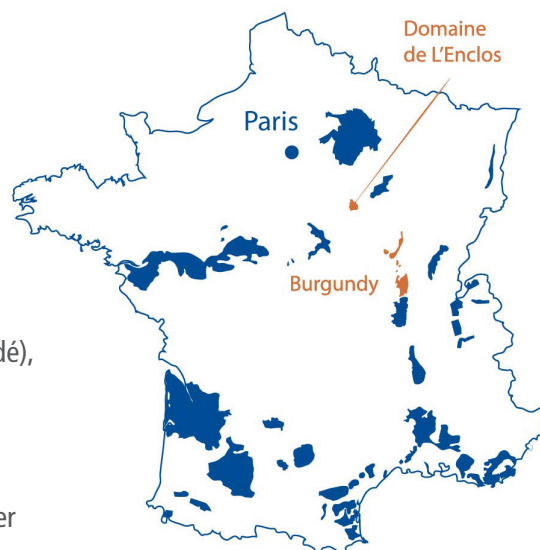 Domaine
de L'Enclos
Paris
Burgundy
dé),
er